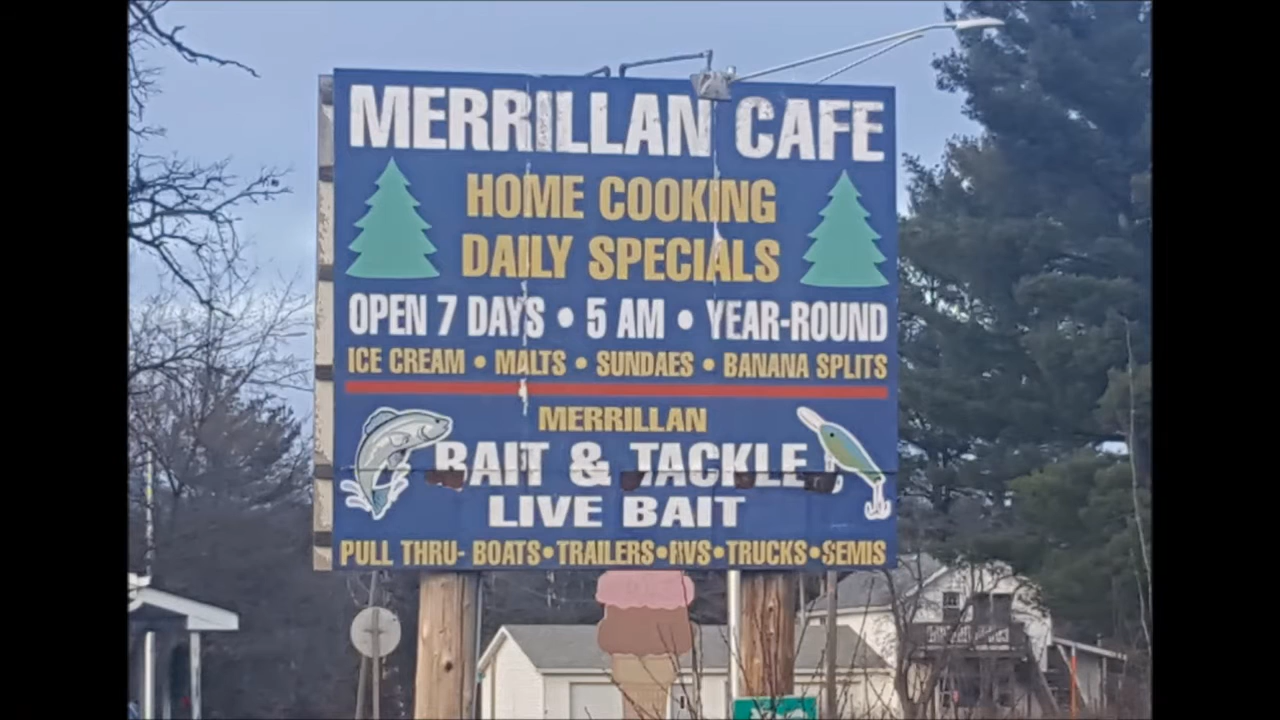 MERRILLAN CAFE
HOME COOKING
DAILY SPECIALS
OPEN 7 DAYS • 5 AM • YEAR-ROUND
ICE CREAM • MALTS • SUNDAES • BANANA SPLITS
MERRILLAN
BAIT & TACKLE
LIVE BAIT
PULL THRU- BOATS•TRAILERS•RVS•TRUCKS•SEMIS